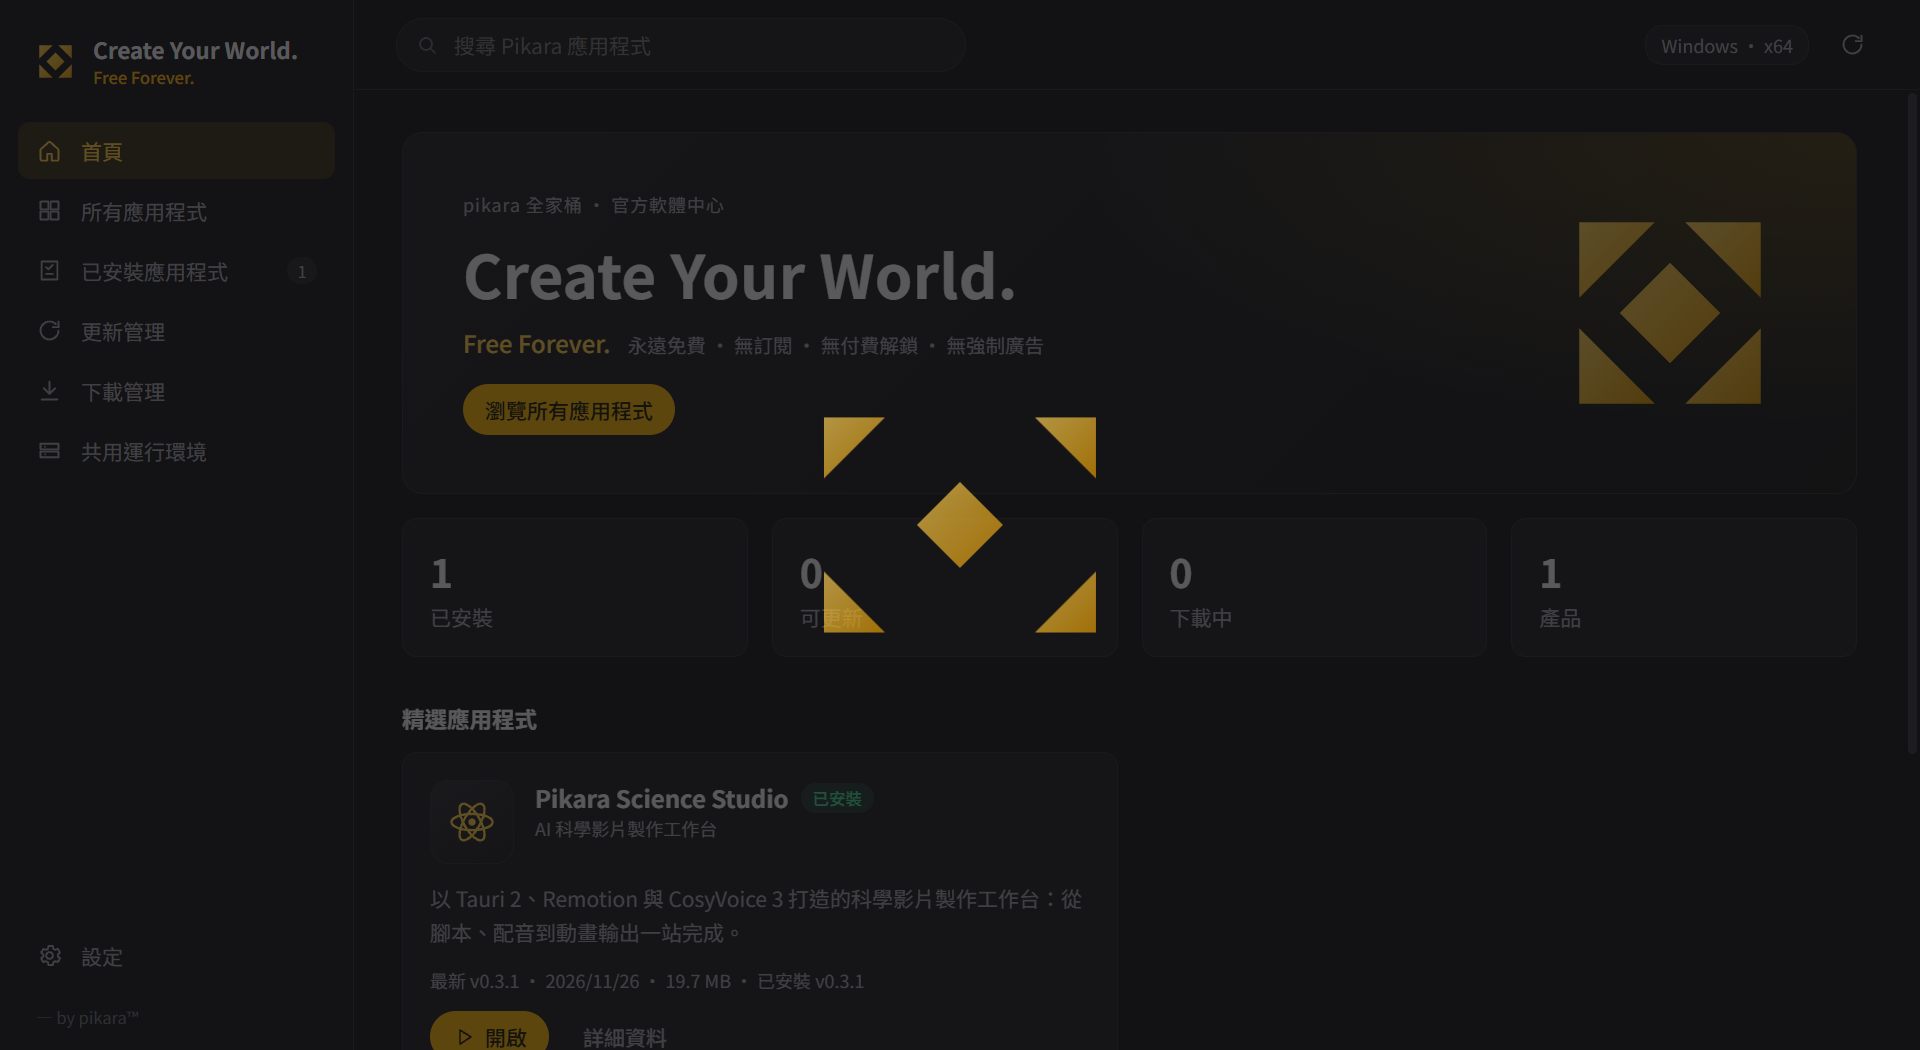 Create Your World.
Free Forever.
首頁
所有應用程式
已安裝應用程式
1
更新管理
下載管理
共用運行環境
設定
— by pikara™
搜尋 Pikara 應用程式
Windows • x64
pikara 全家桶 • 官方軟體中心
Create Your World.
Free Forever. 永遠免費 • 無訂閱 • 無付費解鎖 • 無強制廣告
瀏覽所有應用程式
1
已安裝
0
可更新
0
下載中
1
產品
精選應用程式
Pikara Science Studio 已安裝
AI 科學影片製作工作台
以 Tauri 2、Remotion 與 CosyVoice 3 打造的科學影片製作工作台：從
腳本、配音到動畫輸出一站完成。
最新 v0.3.1 • 2026/11/26 • 19.7 MB • 已安裝 v0.3.1
開啟 詳細資料